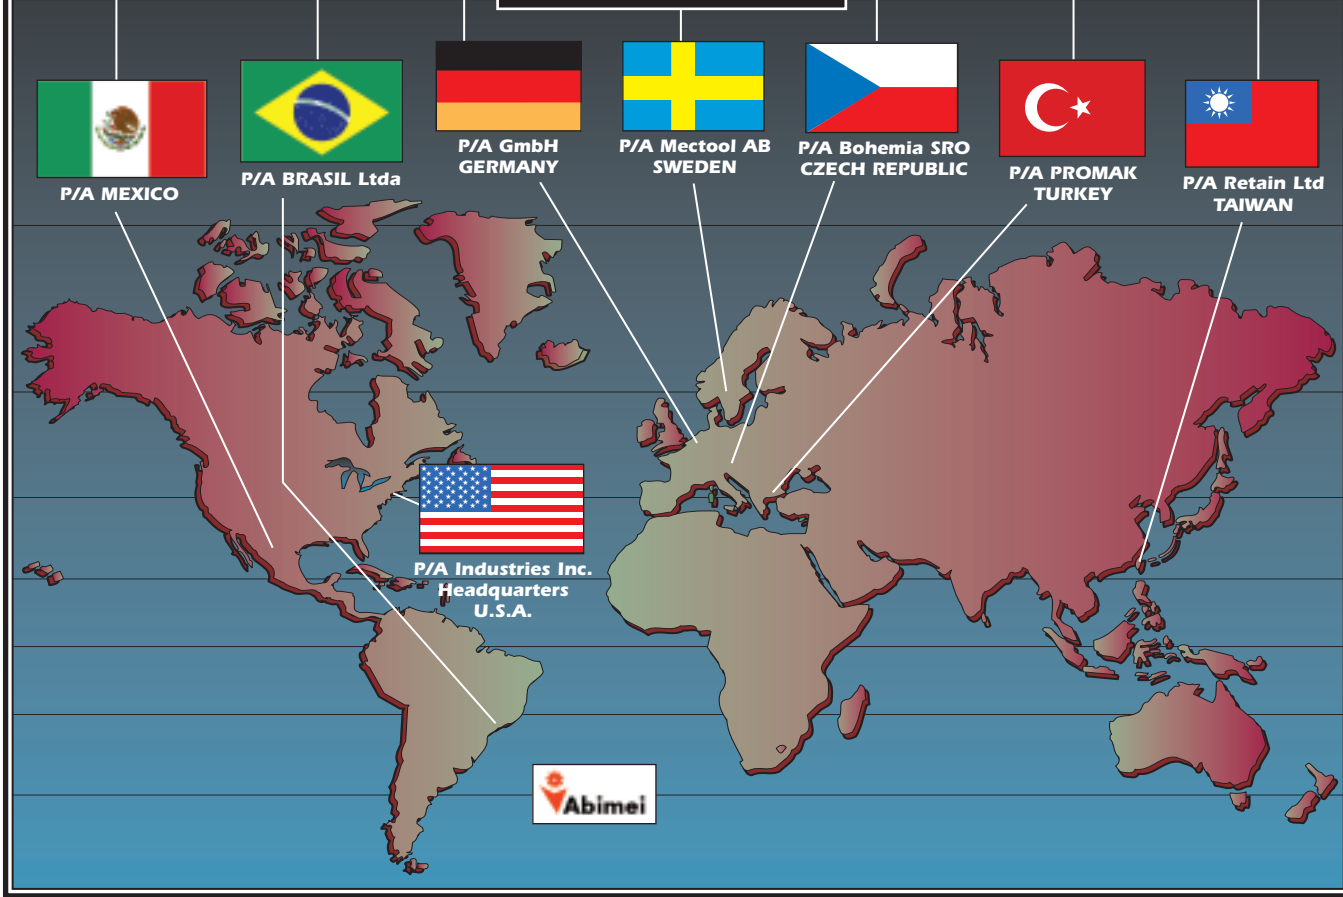 P/A MEXICO
P/A BRASIL Ltda
P/A GmbH
GERMANY
P/A Mectool AB
SWEDEN
P/A Bohemia SRO
CZECH REPUBLIC
P/A PROMAK
TURKEY
P/A Retain Ltd
TAIWAN
P/A Industries Inc.
Headquarters
U.S.A.
Abimei